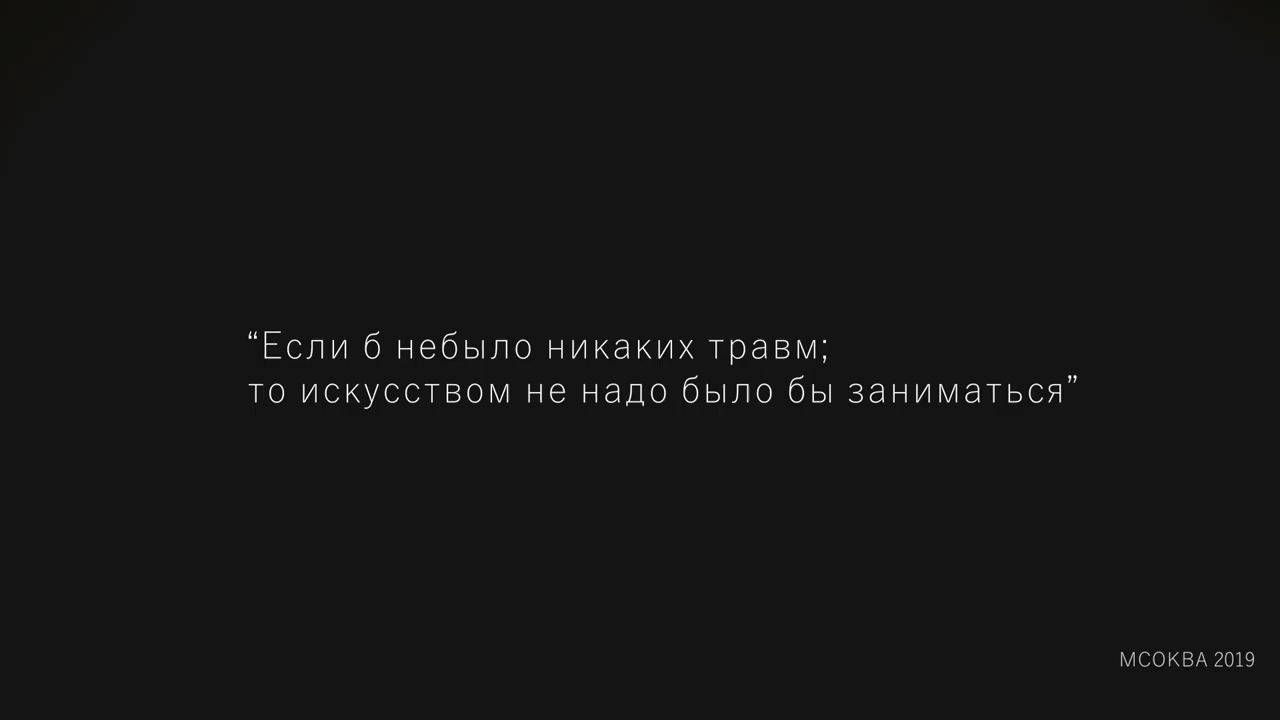 “Если б небыло никаких травм;
то искусством не надо было бы заниматься”
МСОКВА 2019